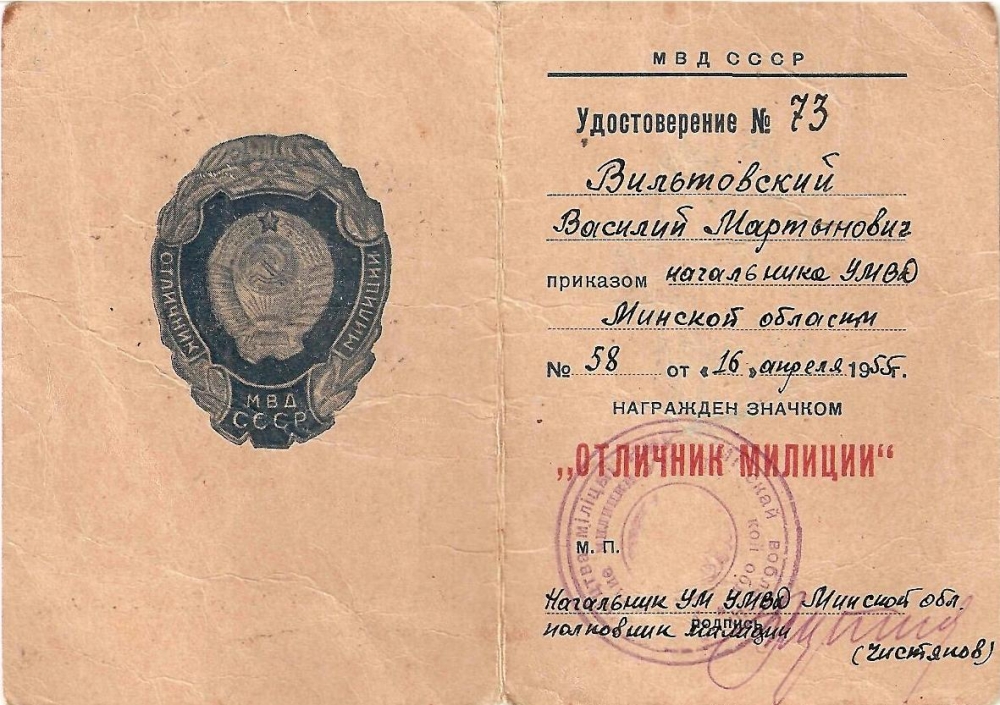 ОТЛИЧНИК
МИЛИЦИИ
МВД
СССР
МВД СССР
Удостоверение № 73
Вильтовский
Василий Мартынович
приказом начальника УМВД
Минской области
№ 58 от «16» апреля 1955г.
НАГРАЖДЕН ЗНАЧКОМ
„ОТЛИЧНИК МИЛИЦИИ“
М. П.
Начальник УМ УМВД Минской обл.
подпись
полковник милиции
(Чистяков)